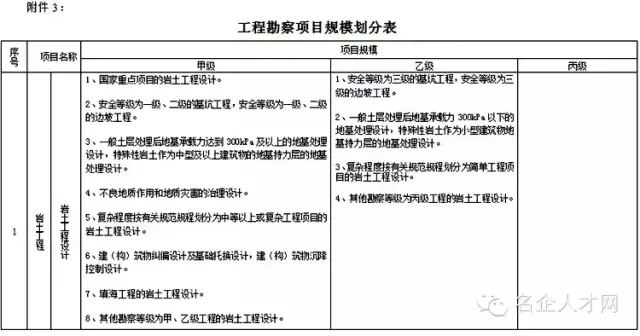 附件3：
工程勘察项目规模划分表
序号
项目名称
项目规模
甲级
乙级
丙级
1
岩土工程
岩土工程设计
1、国家重点项目的岩土工程设计。
2、安全等级为一级、二级的基坑工程，安全等级为一级、二级
的边坡工程。
3、一般土层处理后地基承载力达到300kPa及以上的地基处理
设计，特殊性岩土作为中型及以上建筑物的地基持力层的地基
处理设计。
4、不良地质作用和地质灾害的治理设计。
5、复杂程度按有关规范规程划分为中等以上或复杂工程项目的
岩土工程设计。
6、建（构）筑物纠偏设计及基础托换设计，建（构）筑物沉降
控制设计。
7、填海工程的岩土工程设计。
8、其他勘察等级为甲、乙级工程的岩土工程设计。
1、安全等级为三级的基坑工程，安全等级为三
级的边坡工程。
2、一般土层处理后地基承载力300kPa以下的
地基处理设计，特殊性岩土作为小型建筑物地
基持力层的地基处理设计。
3、复杂程度按有关规范规程划分为简单工程项目
的岩土工程设计。
4、其他勘察等级为丙级工程的岩土工程设计。
名企人才网